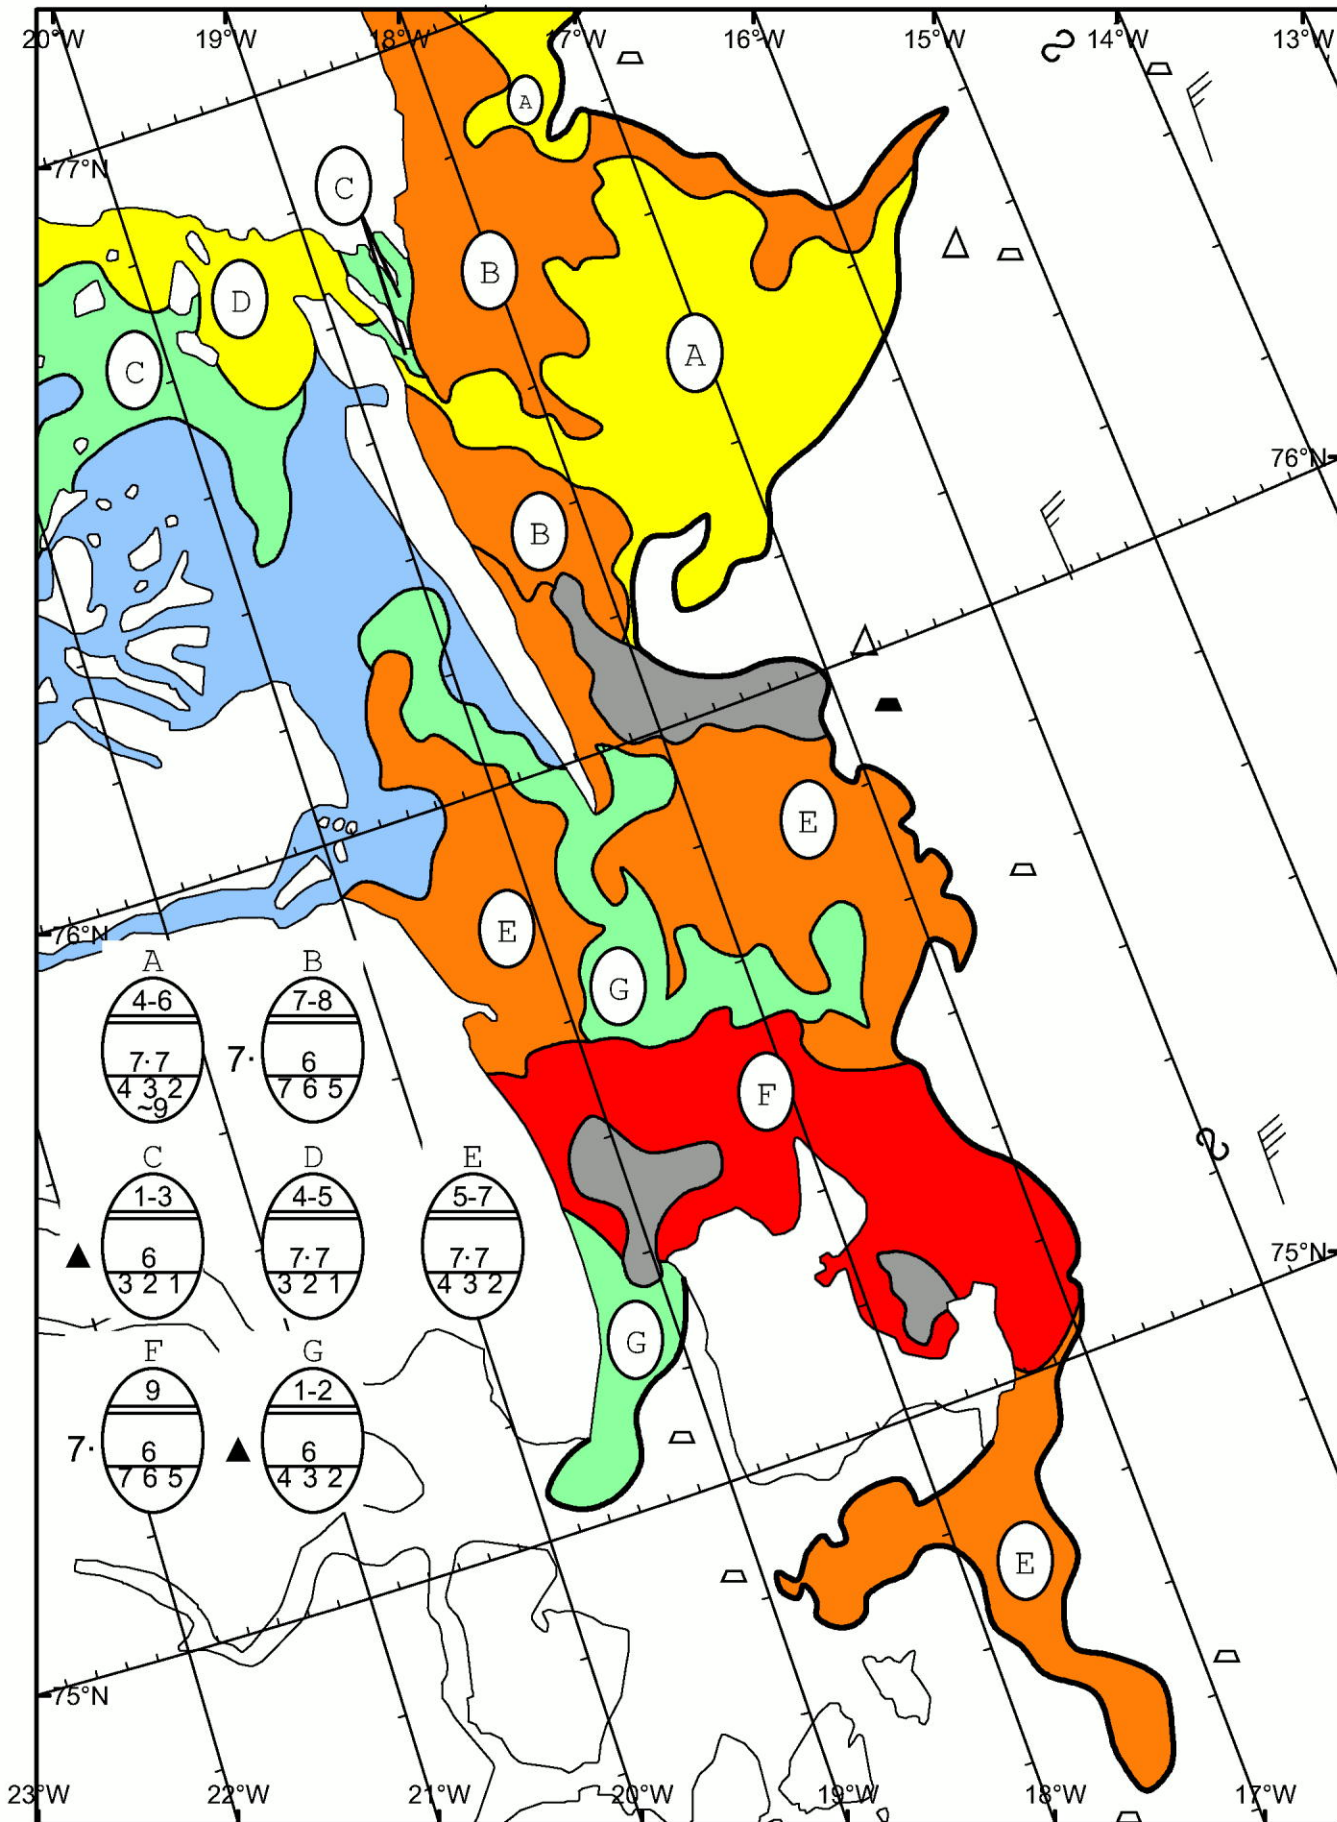 20°W 19°W 18°W 17°W 16°W 15°W 14°W 13°W
A
77°N
C
B
D
A
C
76°N
B
E
E
76°N
G
A B
4-6 7-8
7·7 7· 6
4 3 2 7 6 5
~9
F
C D E
1-3 4-5 5-7
75°N
6 7·7 7·7
3 2 1 3 2 1 4 3 2
G
F G
9 1-2
7· 6 6
7 6 5 4 3 2
E
75°N
23°W 22°W 21°W 20°W 19°W 18°W 17°W